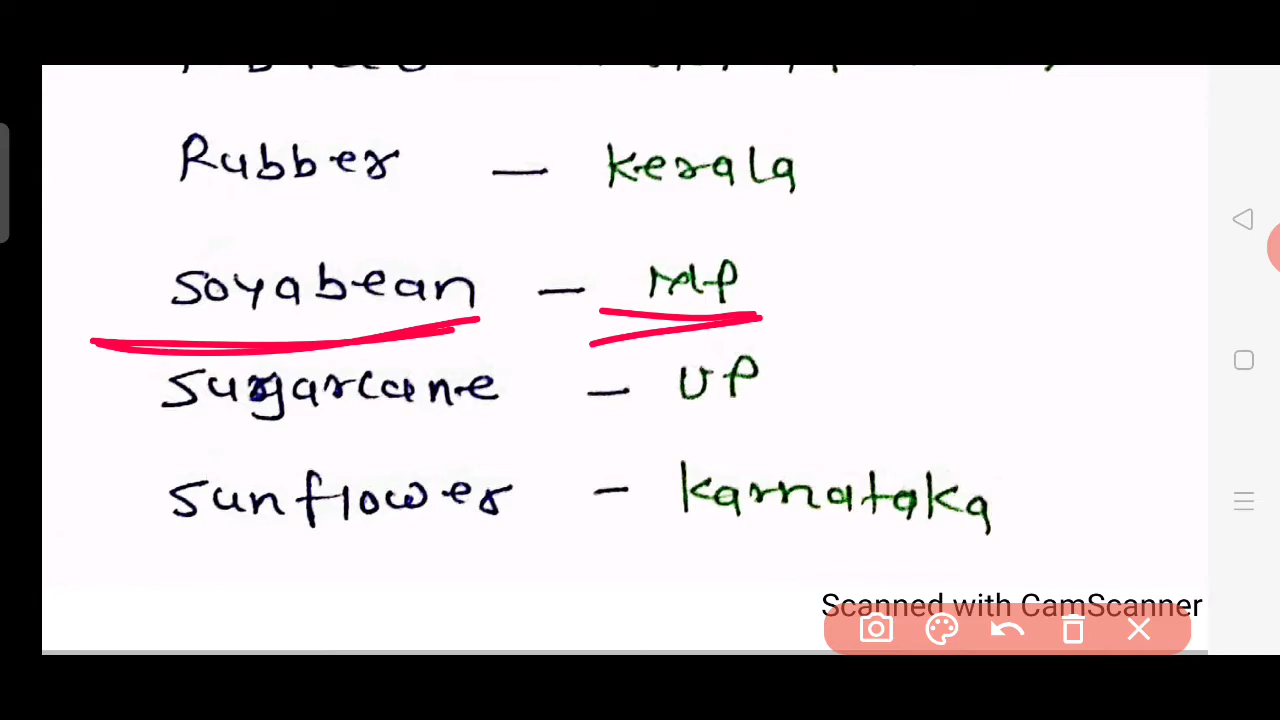 Rubber - Kerala
Soyabean - MP
Sugarcane - UP
Sunflower - Karnataka
Scanned with CamScanner